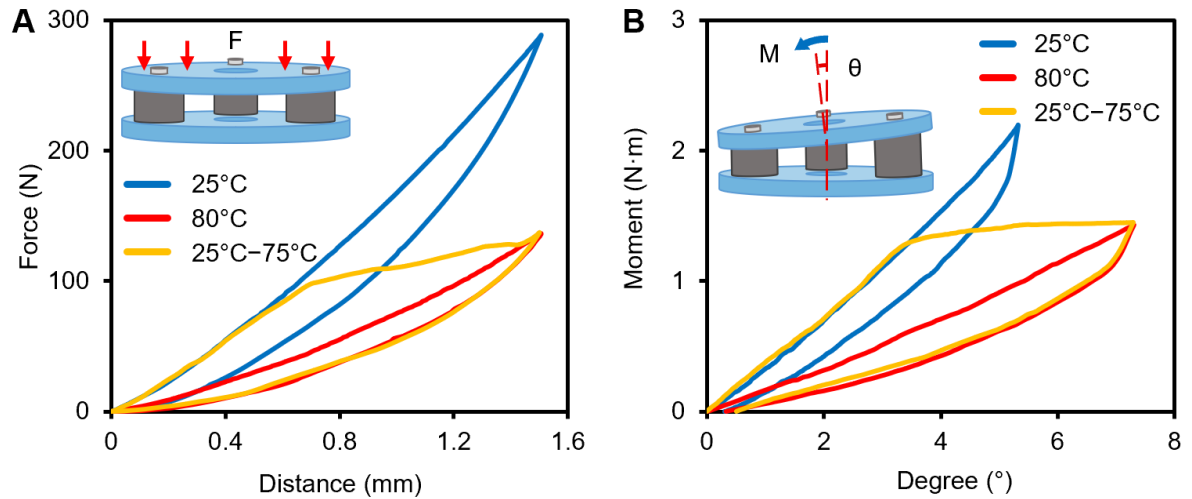 A
Force (N)
300
200
100
0
F
25°C
80°C
25°C–75°C
0
0.4
0.8
1.2
1.6
Distance (mm)
B
Moment (N·m)
3
2
1
0
M
θ
25°C
80°C
25°C–75°C
0
2
4
6
8
Degree (°)